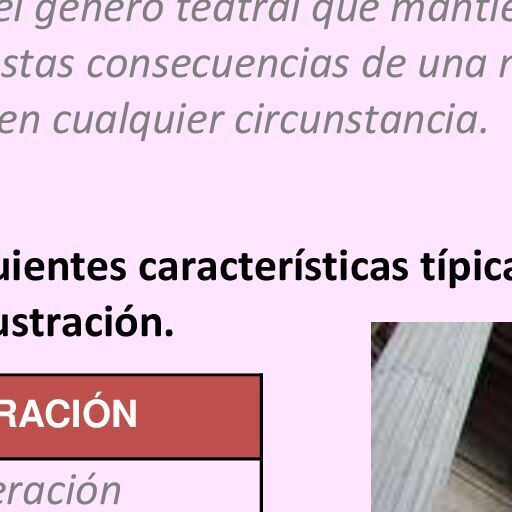 el género teatral que mantie
stas consecuencias de una
en cualquier circunstancia.
uientes características típica
ustración.
RACIÓN
eración